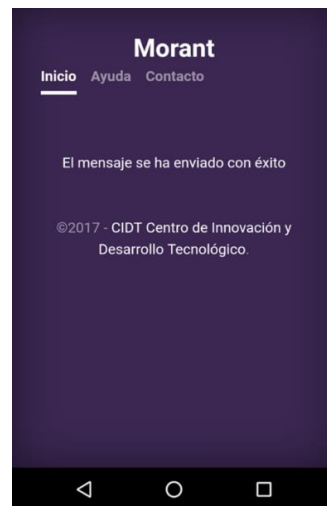 Morant
Inicio Ayuda Contacto
El mensaje se ha enviado con éxito
©2017 - CIDT Centro de Innovación y
Desarrollo Tecnológico.